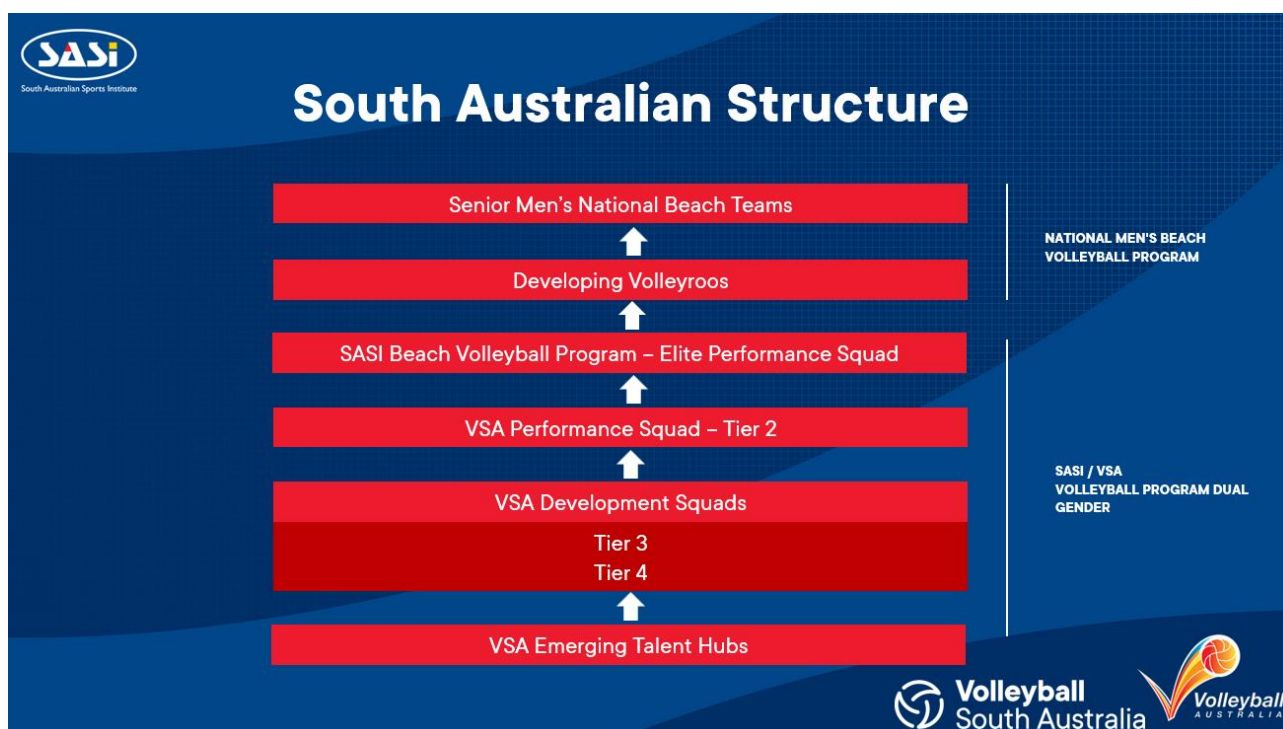 SASi
South Australian Sports Institute
South Australian Structure
Senior Men's National Beach Teams
Developing Volleyroos
NATIONAL MEN'S BEACH
VOLLEYBALL PROGRAM
SASI Beach Volleyball Program – Elite Performance Squad
VSA Performance Squad – Tier 2
VSA Development Squads
Tier 3
Tier 4
VSA Emerging Talent Hubs
SASI / VSA
VOLLEYBALL PROGRAM DUAL
GENDER
Volleyball
South Australia
Volleyball
AUSTRALIA